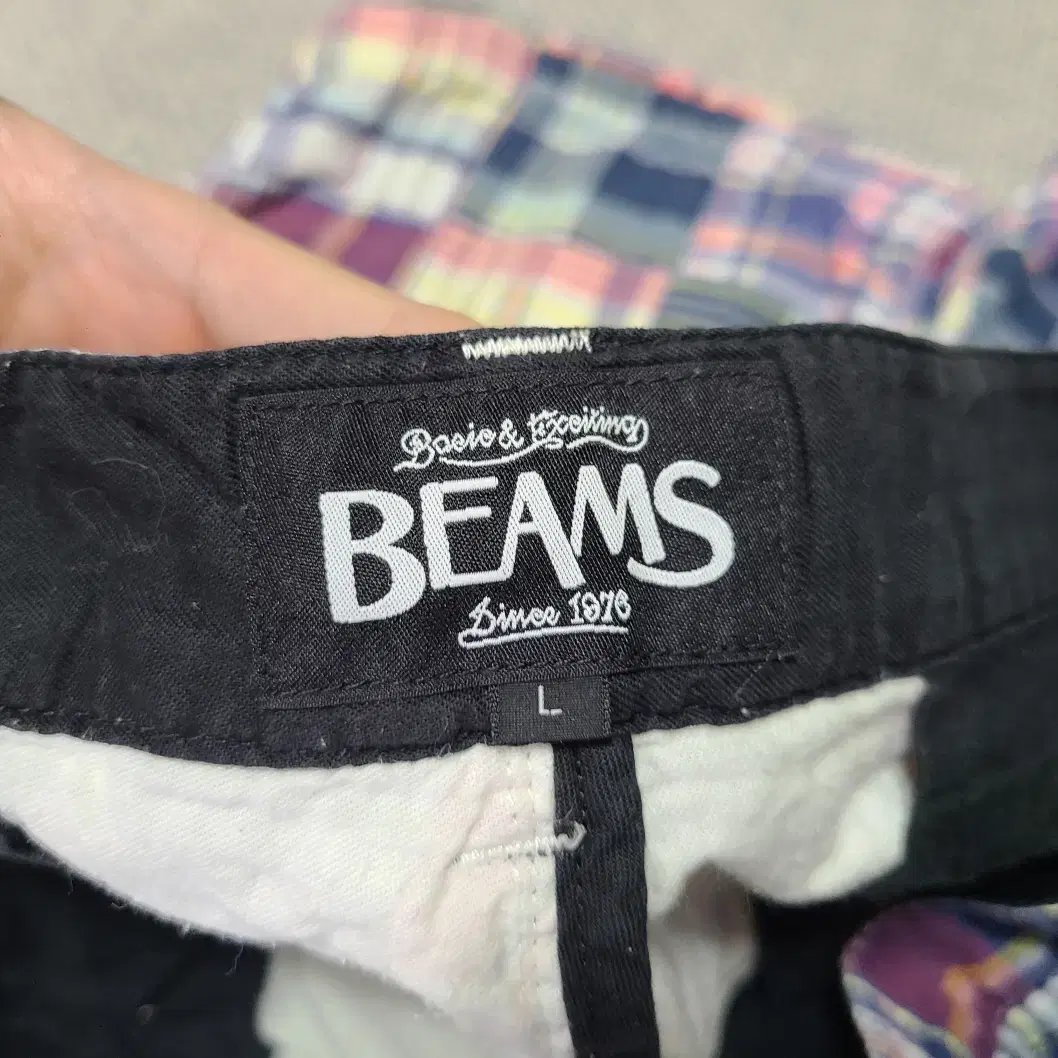 Basic & Exciting
BEAMS
Since 1976
L